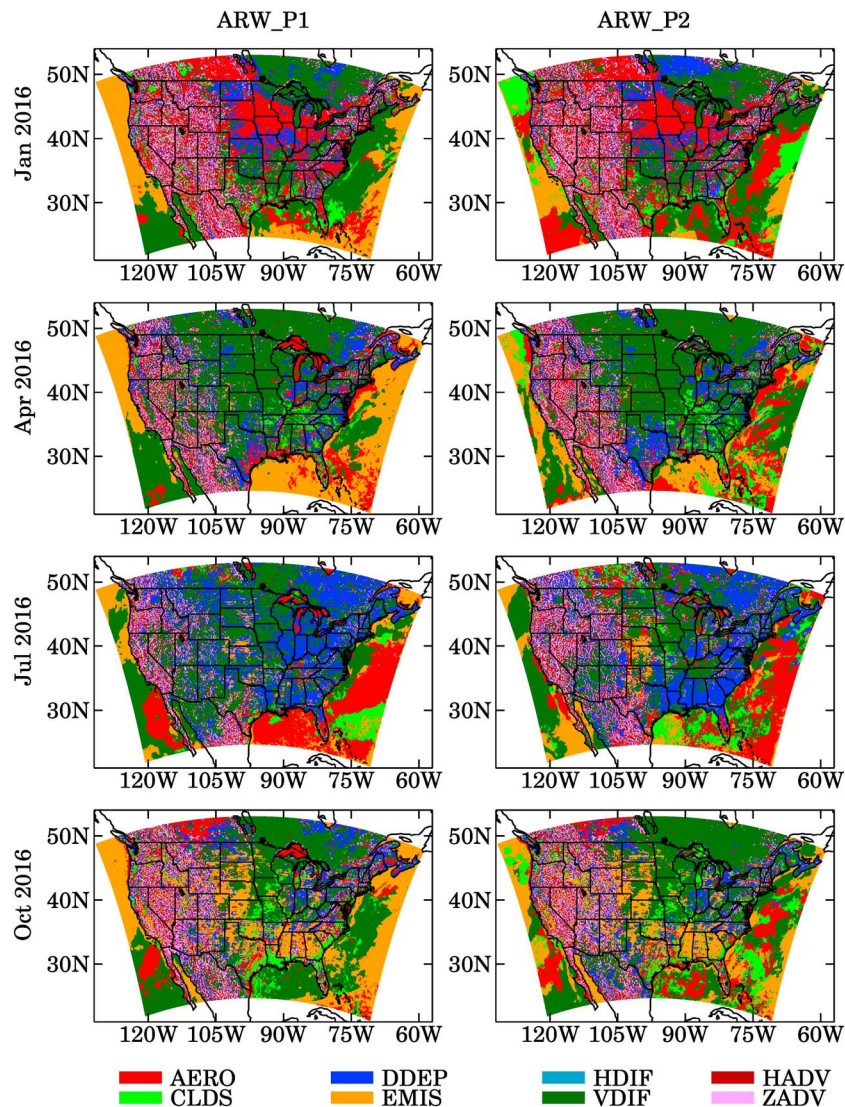 ARW_P1 ARW_P2
Jan 2016
50N 50N
40N 40N
30N 30N
120W 105W 90W 75W 60W 120W 105W 90W 75W 60W
Apr 2016
50N 50N
40N 40N
30N 30N
120W 105W 90W 75W 60W 120W 105W 90W 75W 60W
Jul 2016
50N 50N
40N 40N
30N 30N
120W 105W 90W 75W 60W 120W 105W 90W 75W 60W
Oct 2016
50N 50N
40N 40N
30N 30N
120W 105W 90W 75W 60W 120W 105W 90W 75W 60W
AERO DDEP HDIF HADV
CLDS EMIS VDIF ZADV